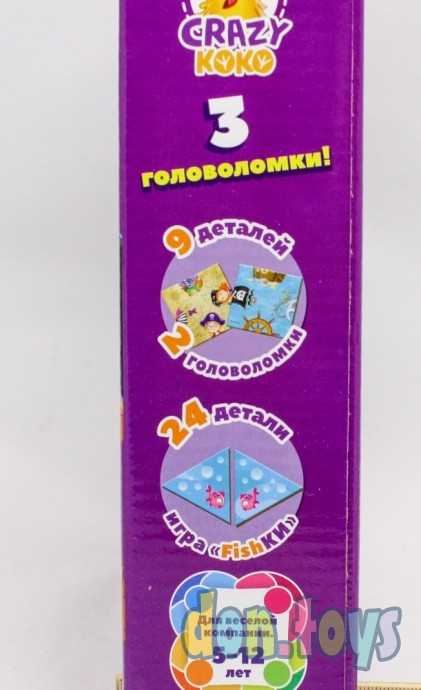 CRAZY
KOKO
3
головоломки!
9 деталей
2 головоломки
24 детали
игра «FishКИ»
Для веселой
компании.
5-12
лет
don.toys